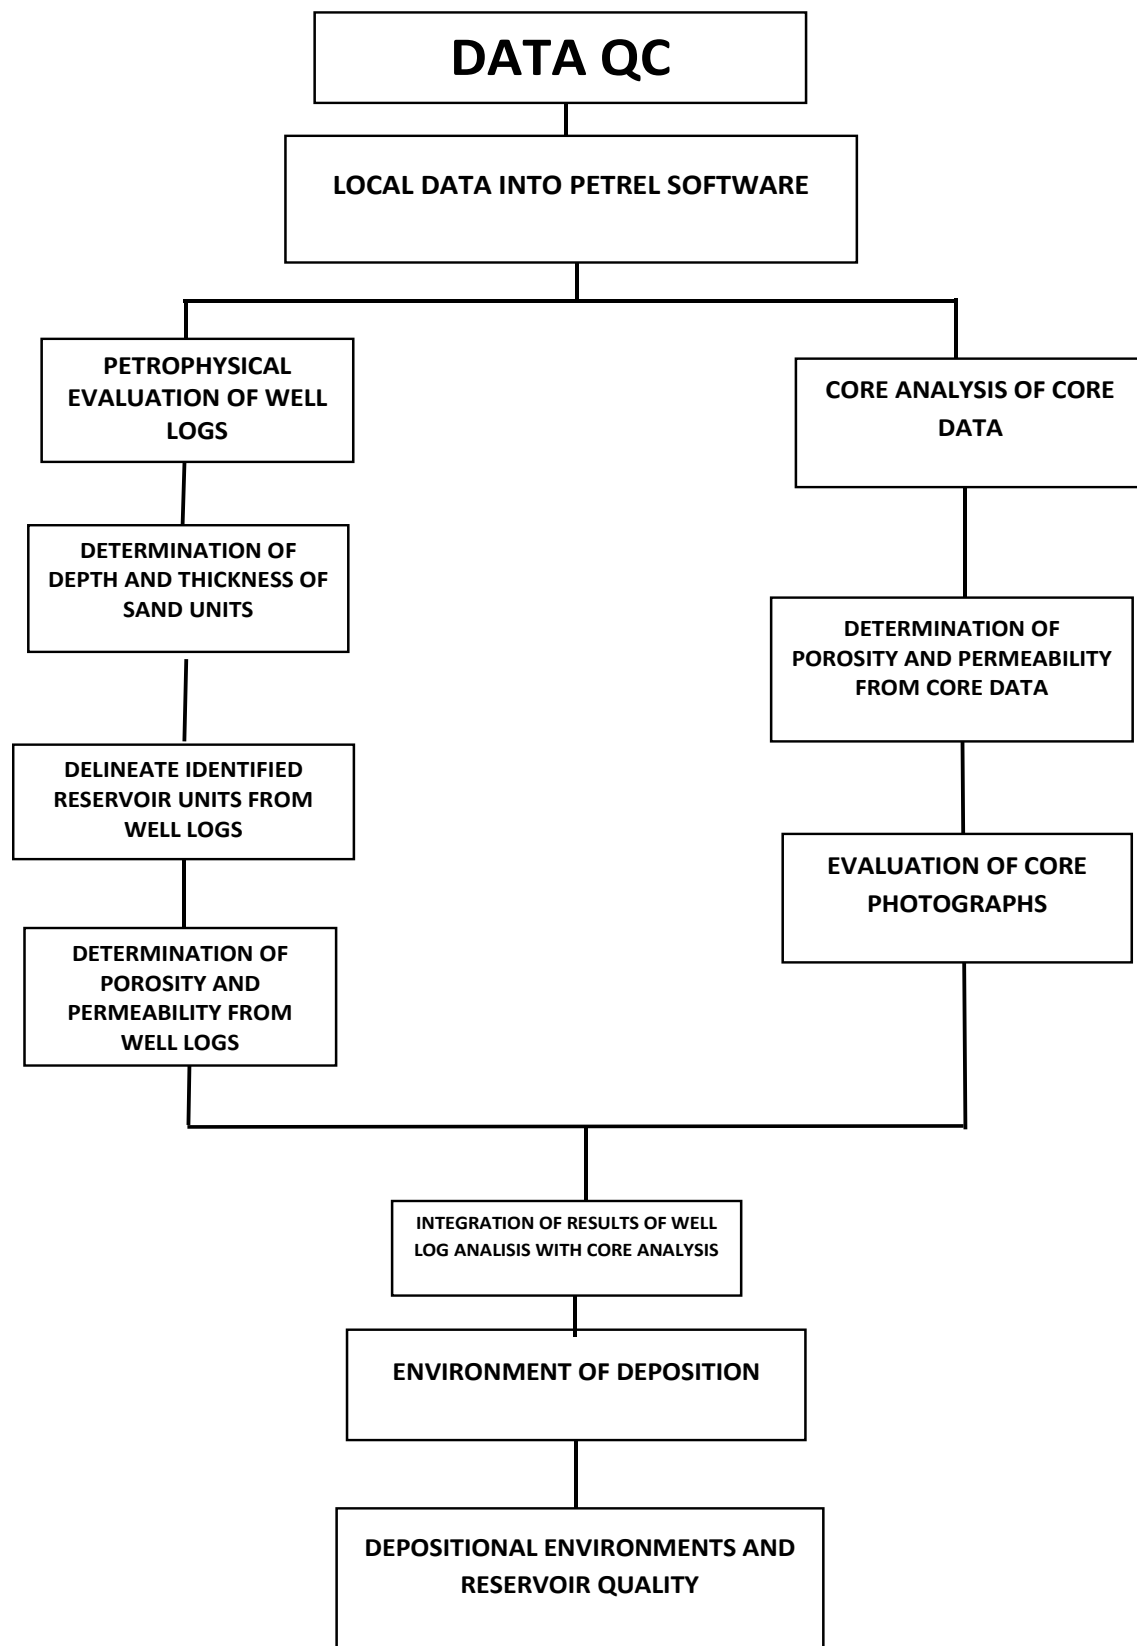 DATA QC
LOCAL DATA INTO PETREL SOFTWARE
PETROPHYSICAL
EVALUATION OF WELL
LOGS
DETERMINATION OF
DEPTH AND THICKNESS OF
SAND UNITS
DELINEATE IDENTIFIED
RESERVOIR UNITS FROM
WELL LOGS
DETERMINATION OF
POROSITY AND
PERMEABILITY FROM
WELL LOGS
CORE ANALYSIS OF CORE
DATA
DETERMINATION OF
POROSITY AND PERMEABILITY
FROM CORE DATA
EVALUATION OF CORE
PHOTOGRAPHS
INTEGRATION OF RESULTS OF WELL
LOG ANALISIS WITH CORE ANALYSIS
ENVIRONMENT OF DEPOSITION
DEPOSITIONAL ENVIRONMENTS AND
RESERVOIR QUALITY